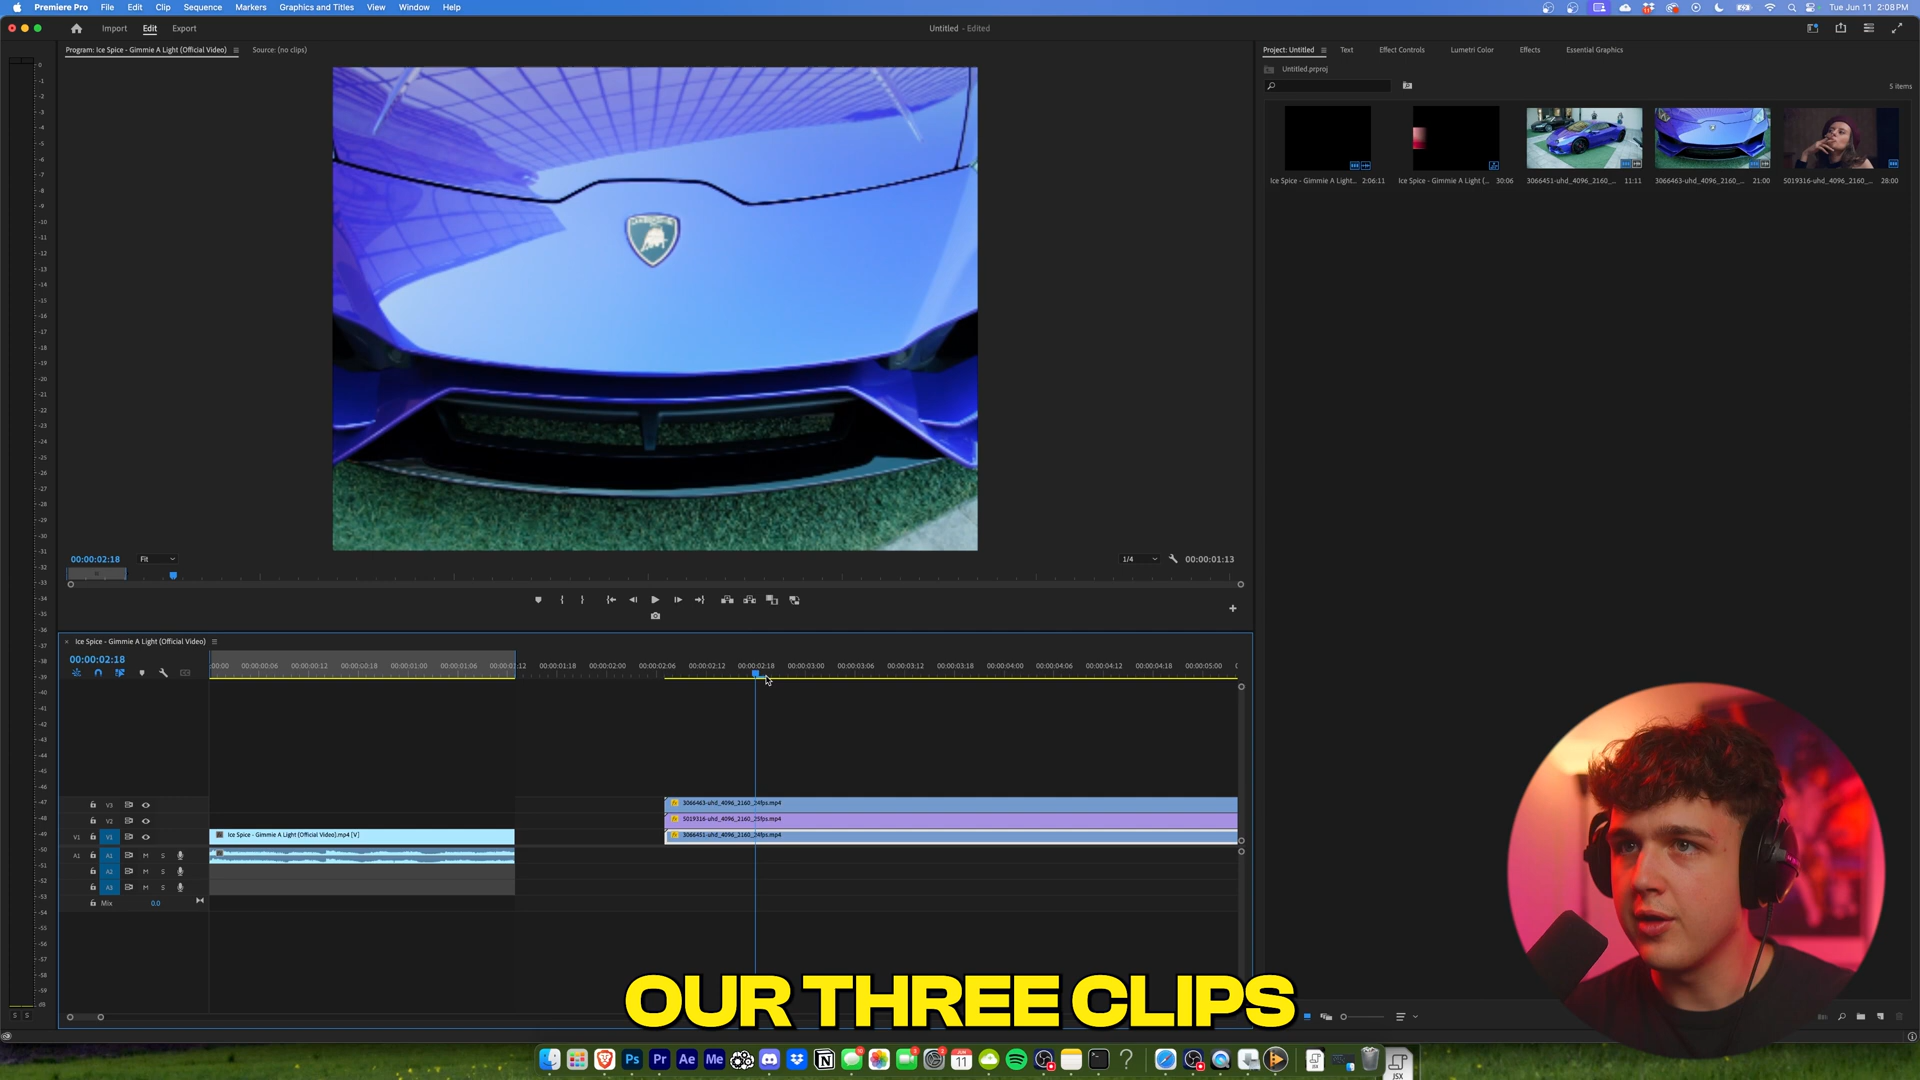 Premiere Pro File Edit Clip Sequence Markers Graphics and Titles View Window Help Tue Jun 11 2:08 PM
Import Edit Export Untitled - Edited
Program: Ice Spice - Gimmie A Light (Official Video) Source: (no clips) Project: Untitled Text Effect Controls Lumetri Color Effects Essential Graphics
Untitled.prproj
5 items
Ice Spice - Gimmie A Light... 2:06:11 Ice Spice - Gimmie A Light (... 30:06 3066451-uhd_4096_2160_... 11:11 3066463-uhd_4096_2160_... 21:00 5019316-uhd_4096_2160_... 28:00
00:00:02:18 Fit 1/4 00:00:01:13
Ice Spice - Gimmie A Light (Official Video)
00:00:02:18
:00:00 00:00:00:06 00:00:00:12 00:00:00:18 00:00:01:00 00:00:01:06 00:00:01:12 00:00:01:18 00:00:02:00 00:00:02:06 00:00:02:12 00:00:02:18 00:00:03:00 00:00:03:06 00:00:03:12 00:00:03:18 00:00:04:00 00:00:04:06 00:00:04:12 00:00:04:18 00:00:05:00
V3 3066463-uhd_4096_2160_24fps.mp4
V2 5019316-uhd_4096_2160_25fps.mp4
V1 V1 Ice Spice - Gimmie A Light (Official Video).mp4 [V] 3066451-uhd_4096_2160_24fps.mp4
A1 A1 M S
A2 M S
A3 M S
Mix 0.0
OUR THREE CLIPS
S S
Ps Pr Ae Me JUN 11
JSX